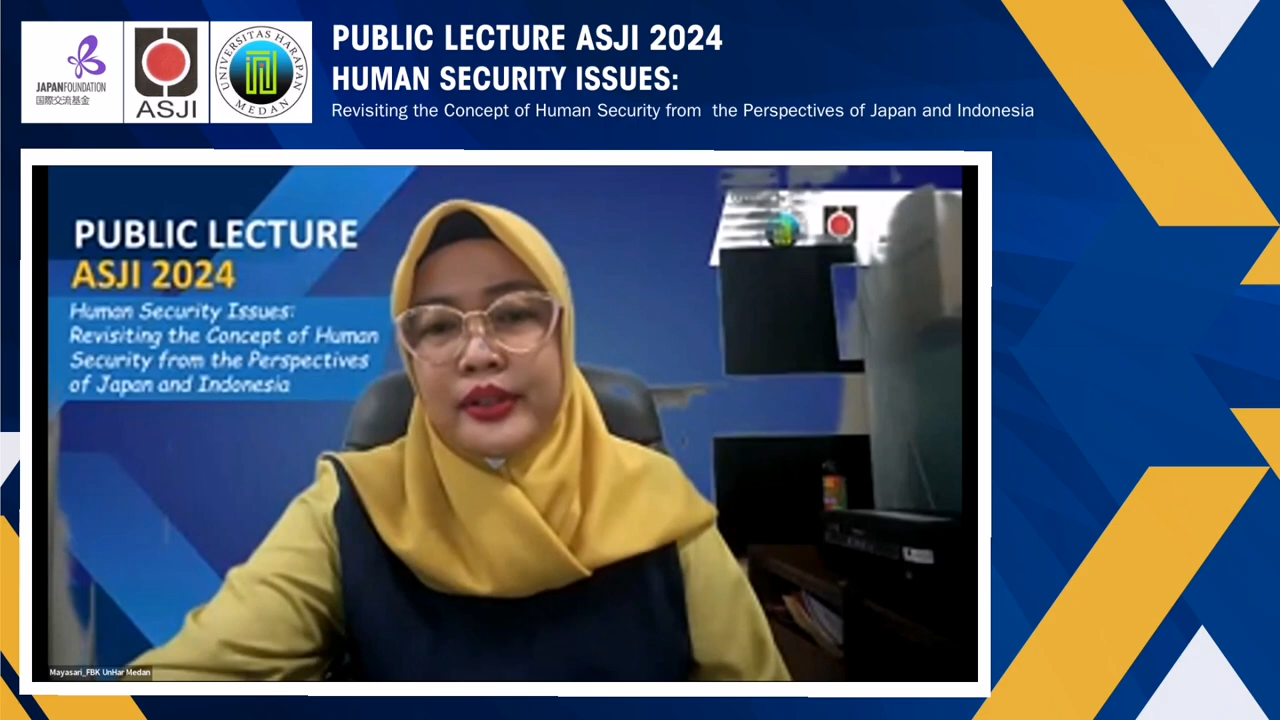 PUBLIC LECTURE ASJI 2024
HUMAN SECURITY ISSUES:
Revisiting the Concept of Human Security from the Perspectives of Japan and Indonesia
JAPANFOUNDATION
国際交流基金
ASJI
UNIVERSITAS HARAPAN
MEDAN
PUBLIC LECTURE
ASJI 2024
Human Security Issues:
Revisiting the Concept of Human
Security from the Perspectives
of Japan and Indonesia
Mayasari_FBK UnHar Medan